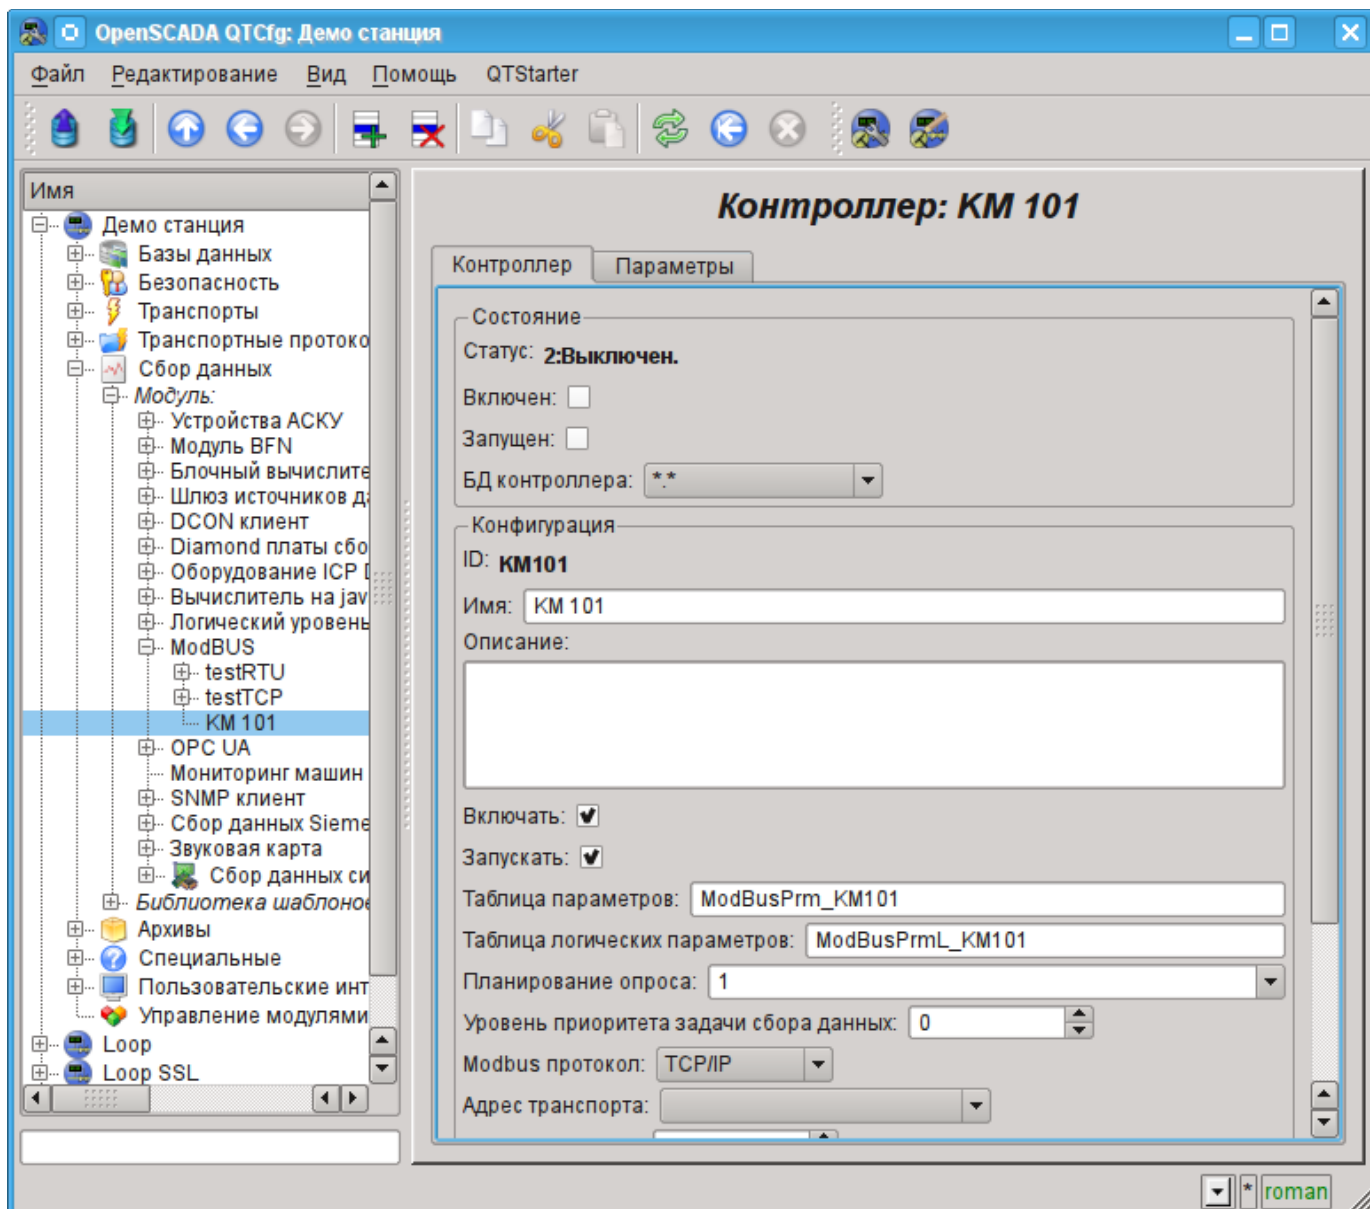 OpenSCADA QTCfg: Демо станция
Файл Редактирование Вид Помощь QTStarter
Имя
Демо станция
Базы данных
Безопасность
Транспорты
Транспортные протоко
Сбор данных
Модуль:
Устройства АСКУ
Модуль BFN
Блочный вычислите
Шлюз источников да
DCON клиент
Diamond платы сбо
Оборудование ICP D
Вычислитель на jav
Логический уровень
ModBUS
testRTU
testTCP
KM 101
OPC UA
Мониторинг машин
SNMP клиент
Сбор данных Sieme
Звуковая карта
Сбор данных си
Библиотека шаблонов
Архивы
Специальные
Пользовательские инт
Управление модулями
Loop
Loop SSL
Контроллер: KM 101
Контроллер Параметры
Состояние
Статус: 2:Выключен.
Включен:
Запущен:
БД контроллера: *.*
Конфигурация
ID: KM101
Имя: KM 101
Описание:
Включать:
Запускать:
Таблица параметров: ModBusPrm_KM101
Таблица логических параметров: ModBusPrmL_KM101
Планирование опроса: 1
Уровень приоритета задачи сбора данных: 0
Modbus протокол: TCP/IP
Адрес транспорта:
* roman